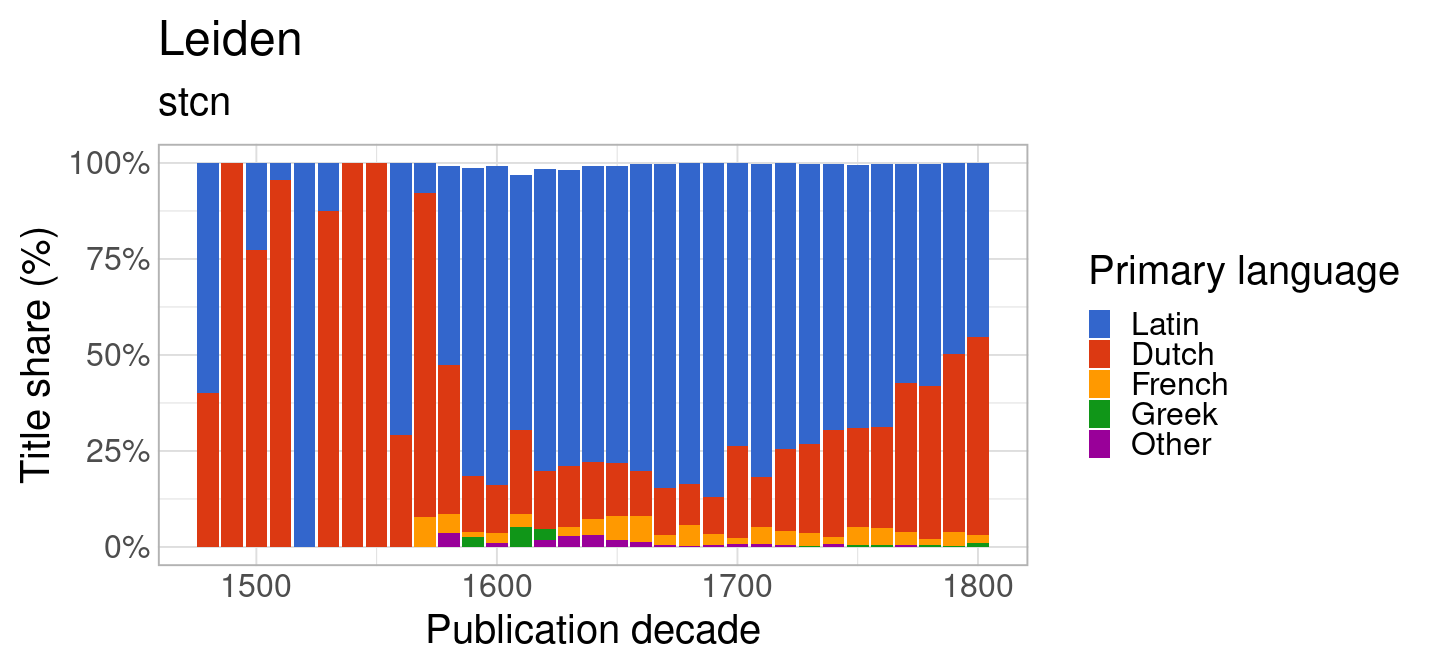 Leiden
stcn
Title share (%)
100%
75%
50%
25%
0%
1500 1600 1700 1800
Publication decade
Primary language
Latin
Dutch
French
Greek
Other